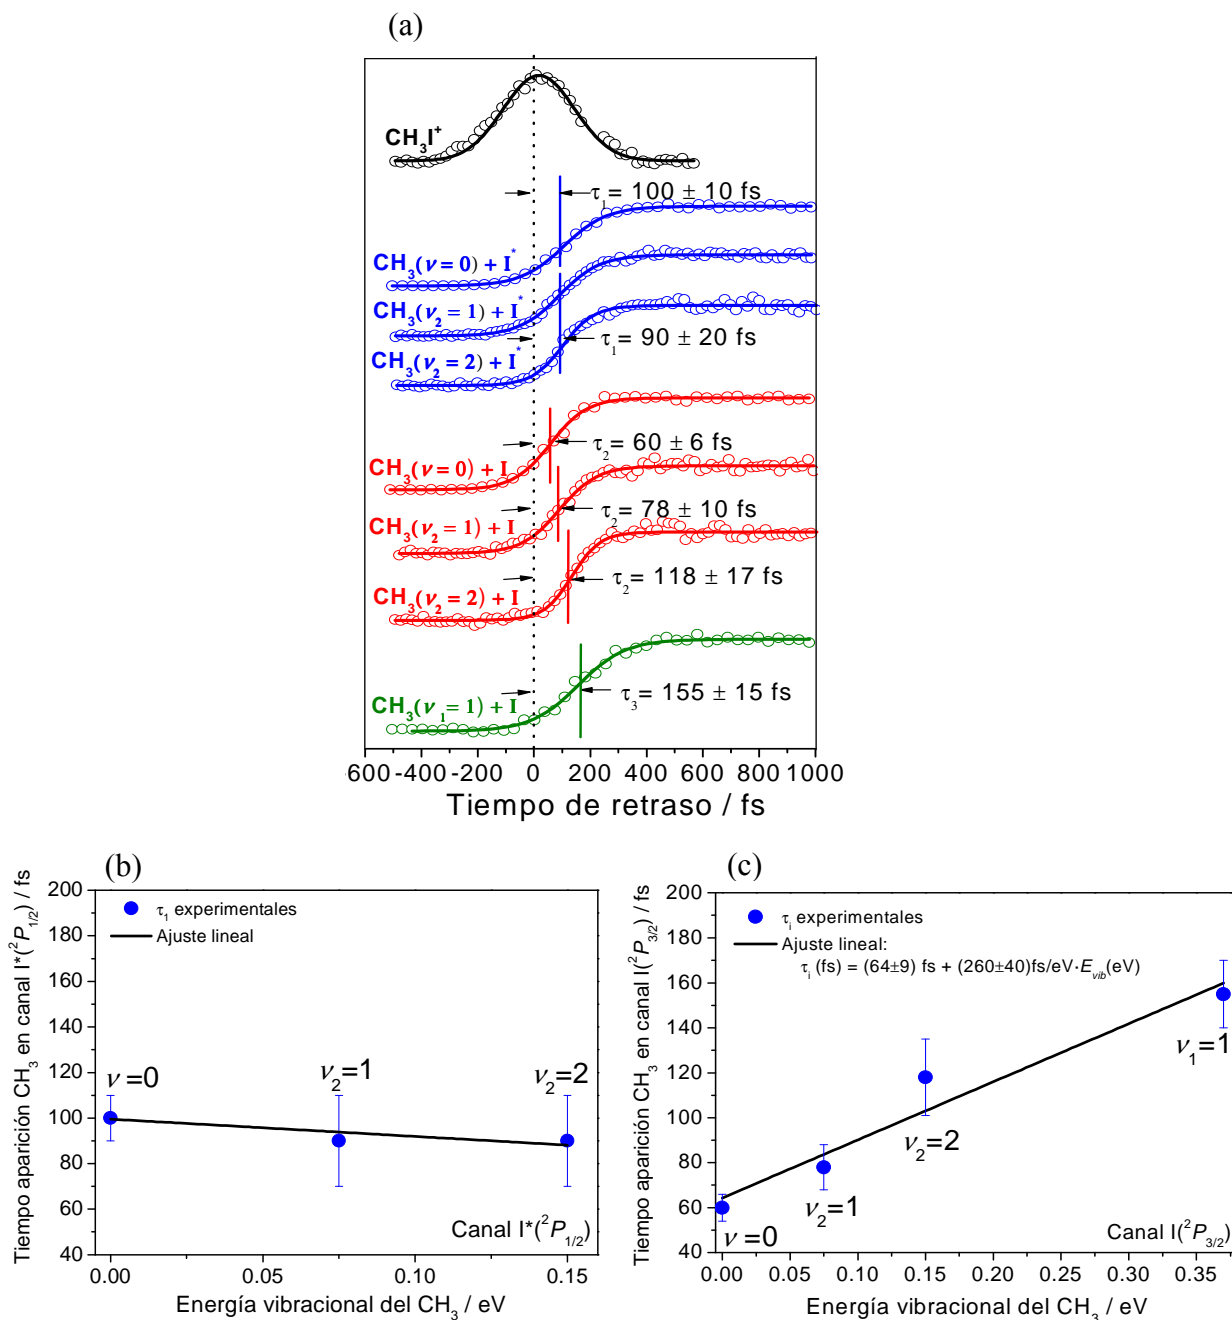 (a)
CH3I+
τ1= 100 ± 10 fs
CH3(ν = 0) + I*
CH3(ν2 = 1) + I*
τ1= 90 ± 20 fs
CH3(ν2 = 2) + I*
τ2= 60 ± 6 fs
CH3(ν = 0) + I
τ2= 78 ± 10 fs
CH3(ν2 = 1) + I
τ2= 118 ± 17 fs
CH3(ν2 = 2) + I
τ3= 155 ± 15 fs
CH3(ν1 = 1) + I
-600 -400 -200 0 200 400 600 800 1000
Tiempo de retraso / fs
(b)
Tiempo aparición CH3 en canal I*(2P1/2) / fs
200
180
160
140
120
100
80
60
40
τ1 experimentales
Ajuste lineal
ν=0
ν2=1
ν2=2
Canal I*(2P1/2)
0.00 0.05 0.10 0.15
Energía vibracional del CH3 / eV
(c)
Tiempo aparición CH3 en canal I(2P3/2) / fs
200
180
160
140
120
100
80
60
40
τi experimentales
Ajuste lineal:
τi (fs) = (64±9) fs + (260±40)fs/eV·Evib(eV)
ν1=1
ν2=2
ν2=1
ν=0
Canal I(2P3/2)
0.00 0.05 0.10 0.15 0.20 0.25 0.30 0.35
Energía vibracional del CH3 / eV